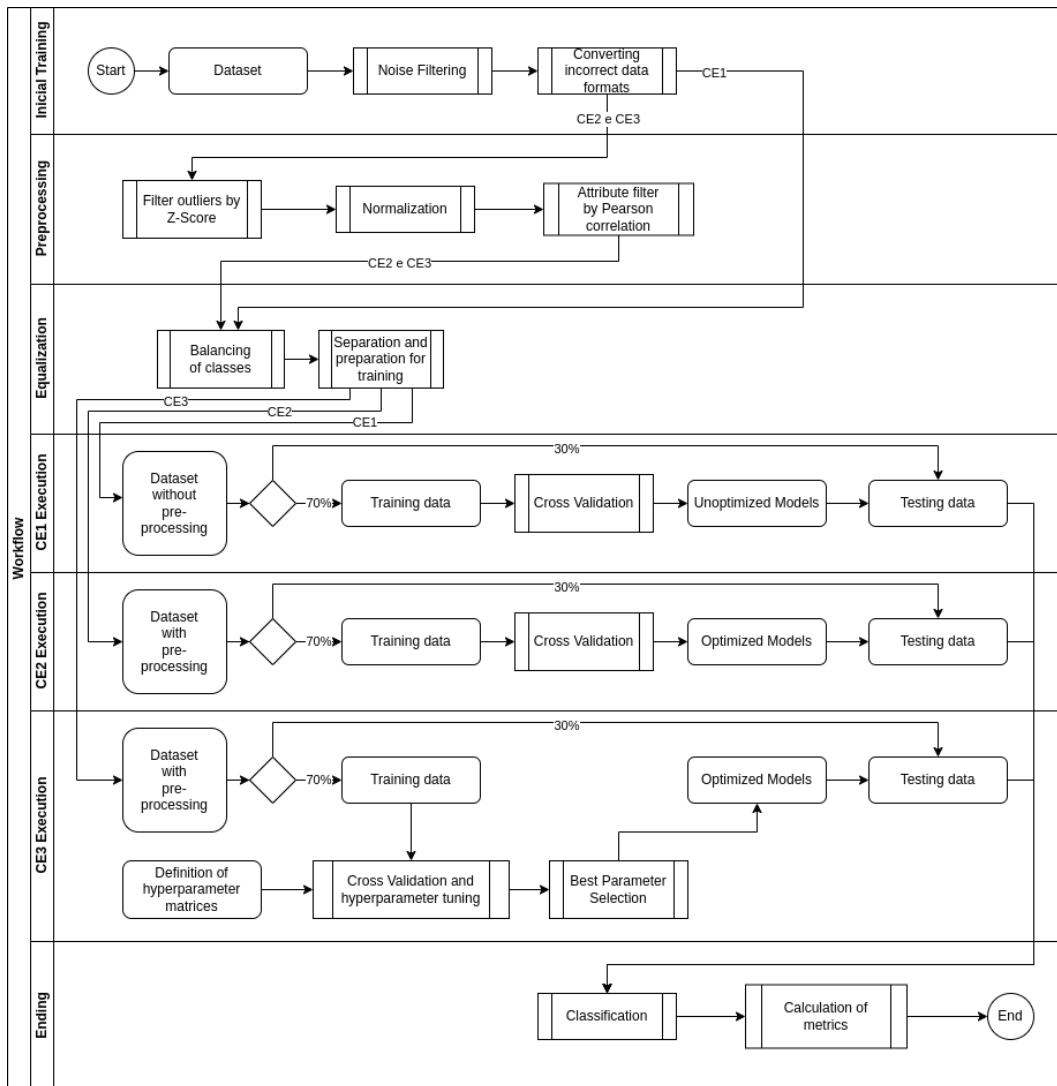 Workflow
Inicial Training
Start
Dataset
Noise Filtering
Converting
incorrect data
formats
CE1
CE2 e CE3
Preprocessing
Filter outliers by
Z-Score
Normalization
Attribute filter
by Pearson
correlation
CE2 e CE3
Equalization
Balancing
of classes
Separation and
preparation for
training
CE3
CE2
CE1
CE1 Execution
Dataset
without
pre-
processing
70%
30%
Training data
Cross Validation
Unoptimized Models
Testing data
CE2 Execution
Dataset
with
pre-
processing
70%
30%
Training data
Cross Validation
Optimized Models
Testing data
CE3 Execution
Dataset
with
pre-
processing
70%
30%
Training data
Optimized Models
Testing data
Definition of
hyperparameter
matrices
Cross Validation and
hyperparameter tuning
Best Parameter
Selection
Ending
Classification
Calculation of
metrics
End